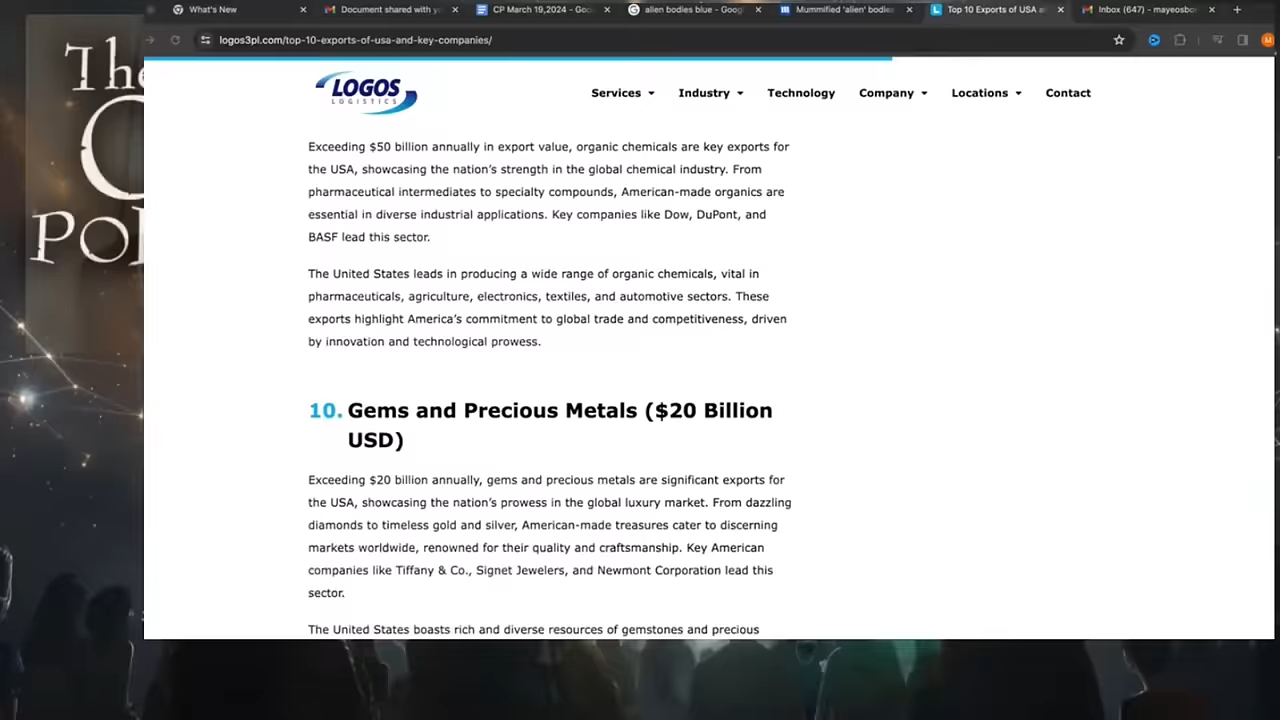 What's New
Document shared with yo
CP March 19,2024 - Goo
alien bodies blue - Googl
Mummified 'alien' bodies
Top 10 Exports of USA an
Inbox (647) - mayeosbor
logos3pl.com/top-10-exports-of-usa-and-key-companies/
LOGOS
LOGISTICS
Services
Industry
Technology
Company
Locations
Contact
Exceeding $50 billion annually in export value, organic chemicals are key exports for
the USA, showcasing the nation's strength in the global chemical industry. From
pharmaceutical intermediates to specialty compounds, American-made organics are
essential in diverse industrial applications. Key companies like Dow, DuPont, and
BASF lead this sector.
The United States leads in producing a wide range of organic chemicals, vital in
pharmaceuticals, agriculture, electronics, textiles, and automotive sectors. These
exports highlight America's commitment to global trade and competitiveness, driven
by innovation and technological prowess.
10. Gems and Precious Metals ($20 Billion
USD)
Exceeding $20 billion annually, gems and precious metals are significant exports for
the USA, showcasing the nation's prowess in the global luxury market. From dazzling
diamonds to timeless gold and silver, American-made treasures cater to discerning
markets worldwide, renowned for their quality and craftsmanship. Key American
companies like Tiffany & Co., Signet Jewelers, and Newmont Corporation lead this
sector.
The United States boasts rich and diverse resources of gemstones and precious
The